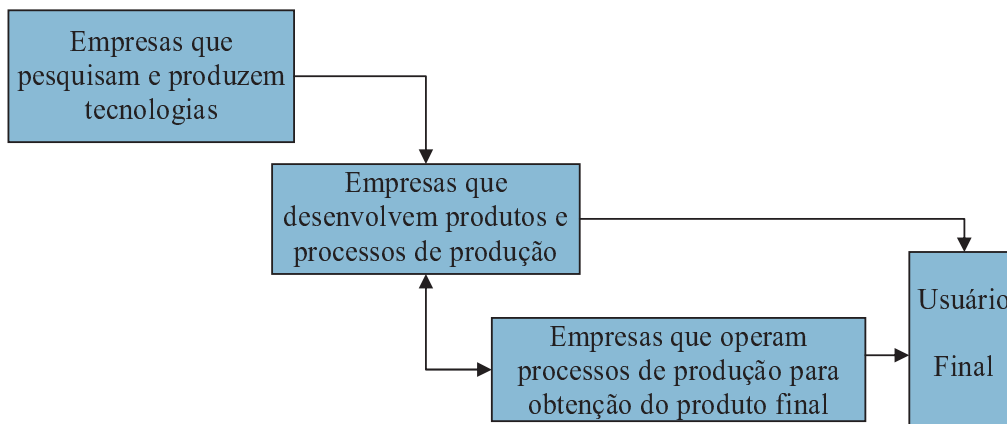 Empresas que
pesquisam e produzem
tecnologias
Empresas que
desenvolvem produtos e
processos de produção
Usuário
Final
Empresas que operam
processos de produção para
obtenção do produto final